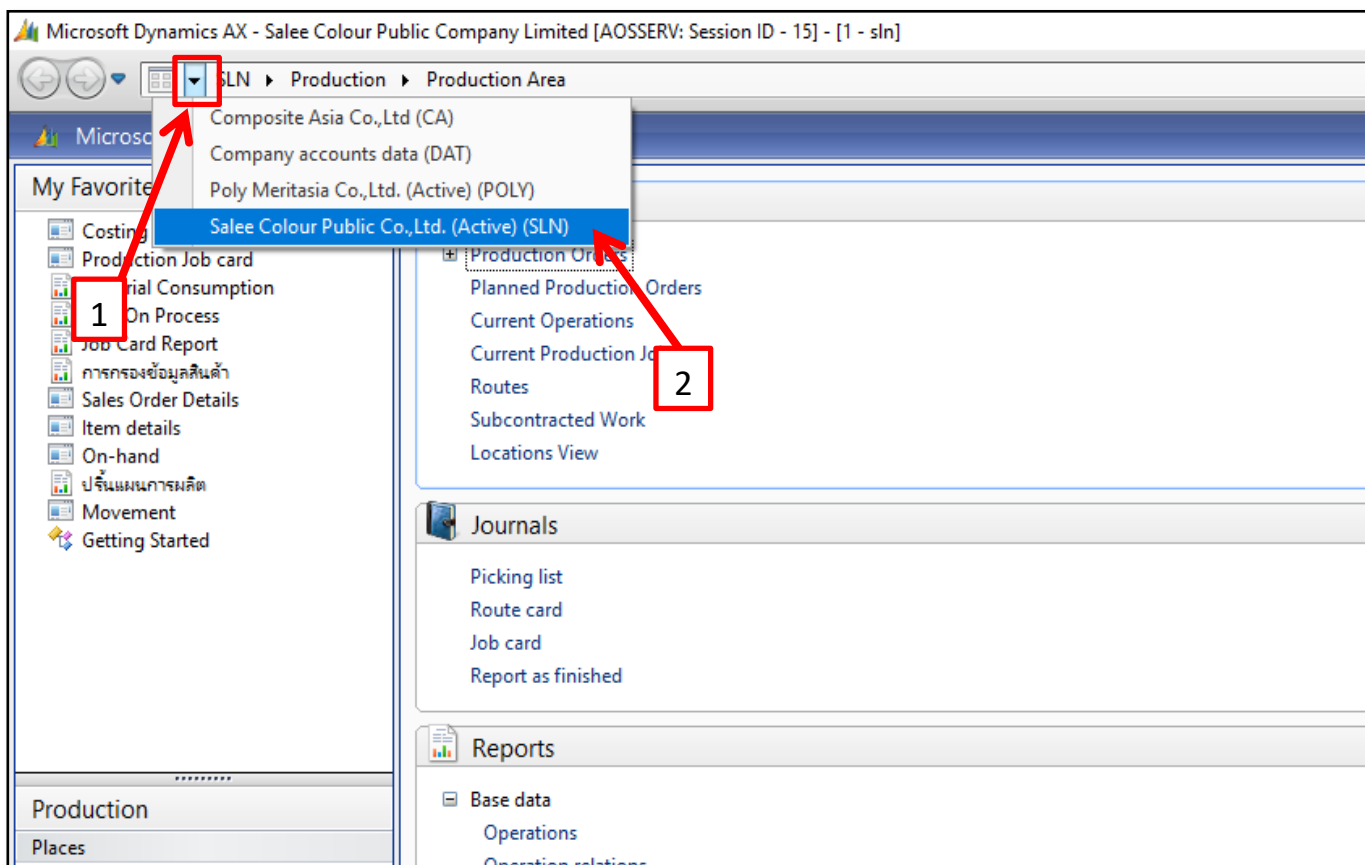 Microsoft Dynamics AX - Salee Colour Public Company Limited [AOSSERV: Session ID - 15] - [1 - sln]
SLN Production Production Area
Composite Asia Co.,Ltd (CA)
Company accounts data (DAT)
Poly Meritasia Co.,Ltd. (Active) (POLY)
Salee Colour Public Co.,Ltd. (Active) (SLN)
Microsc
My Favorite
Costing
Production Job card
rial Consumption
On Process
Job Card Report
การกรองข้อมูลสินค้า
Sales Order Details
Item details
On-hand
ปริ้นแผนการผลิต
Movement
Getting Started
1
Production Orders
Planned Production Orders
Current Operations
Current Production Jo
Routes
Subcontracted Work
Locations View
2
Journals
Picking list
Route card
Job card
Report as finished
Reports
Base data
Operations
Operation relations
Production
Places